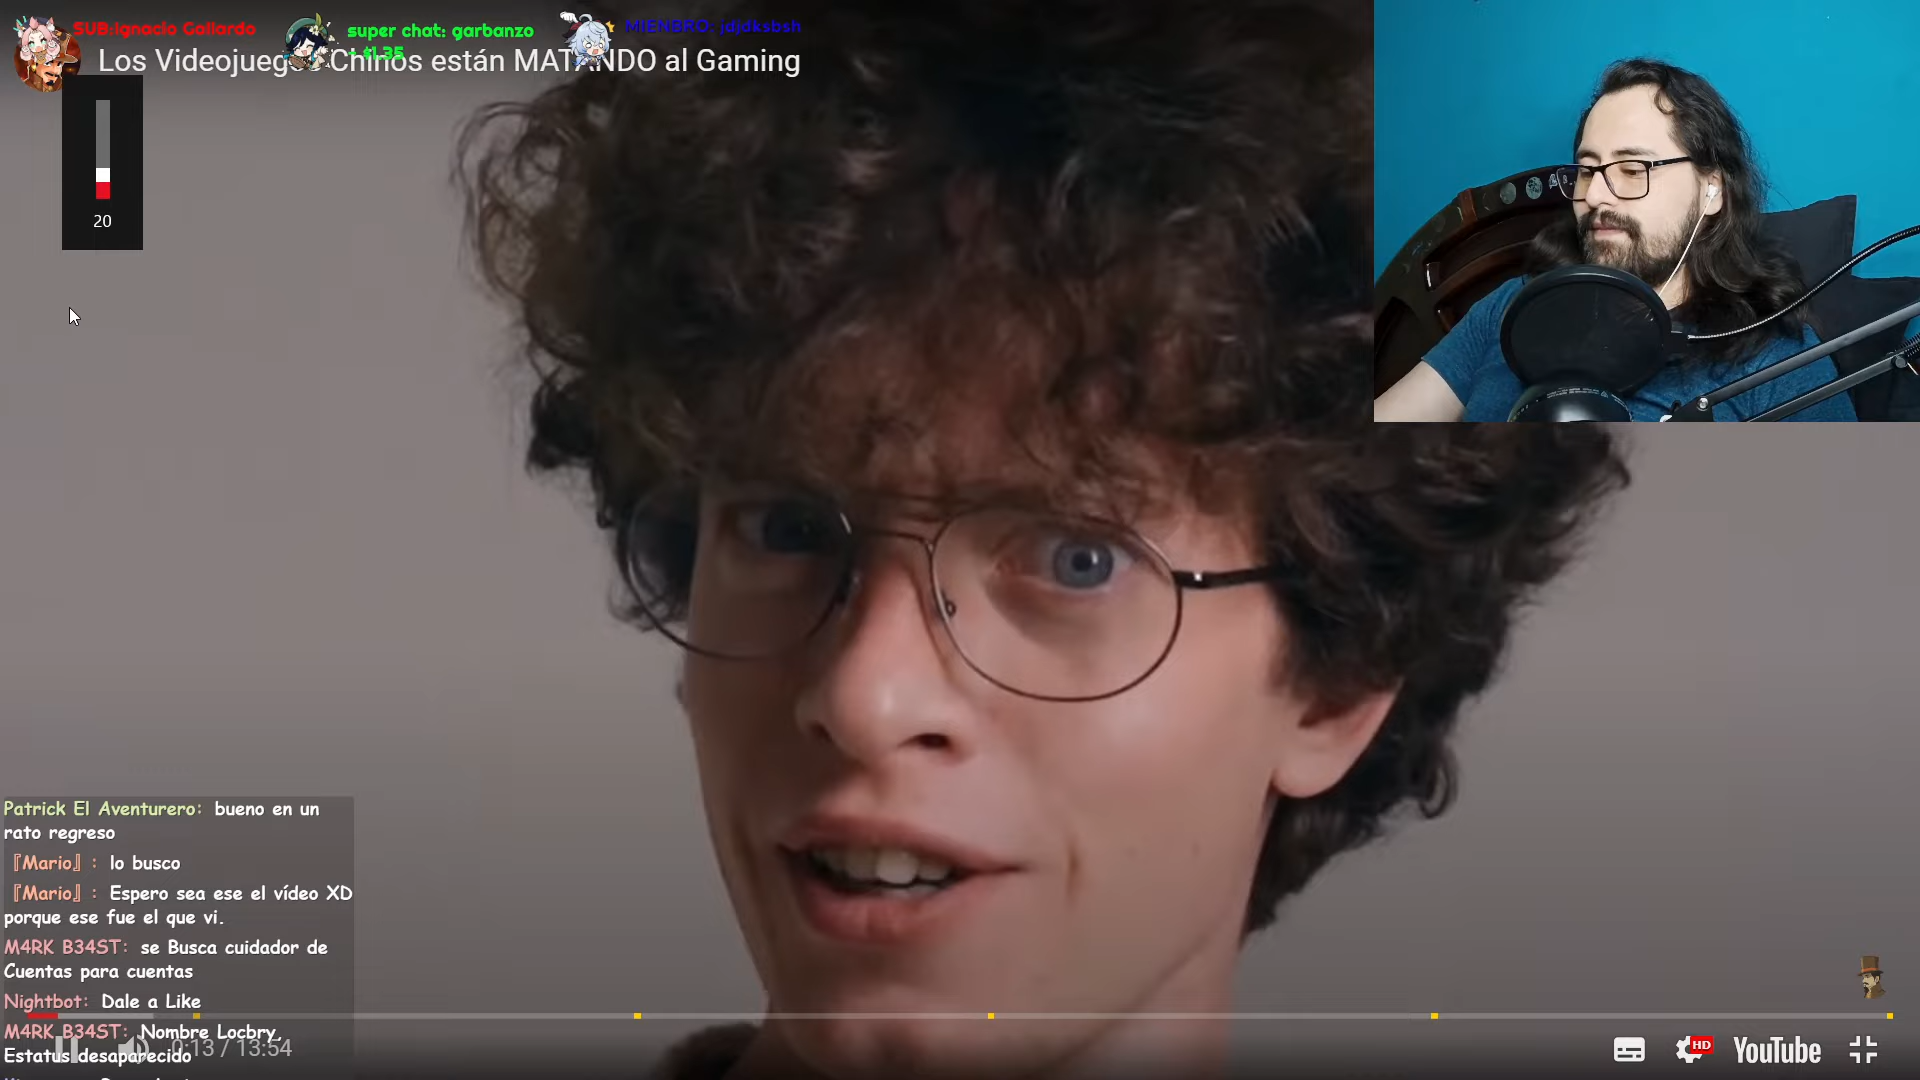 SUB:ignacio Gallardo
super chat: garbanzo
- $1.35
MIENBRO: jdjdksbsh
Los Videojuegos Chinos están MATANDO al Gaming
20
Patrick El Aventurero: bueno en un
rato regreso
『Mario』: lo busco
『Mario』: Espero sea ese el vídeo XD
porque ese fue el que vi.
M4RK B34ST: se Busca cuidador de
Cuentas para cuentas
Nightbot: Dale a Like
M4RK B34ST: Nombre Locbry,
Estatus desaparecido
0:13 / 13:54
HD
YouTube